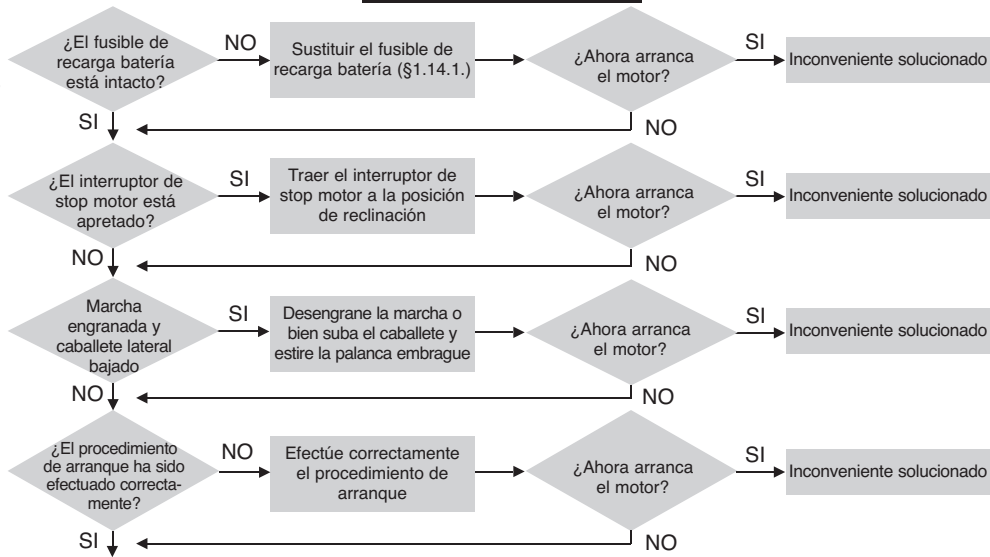 ¿El fusible de
recarga batería
está intacto?
NO
Sustituir el fusible de
recarga batería (§1.14.1.)
¿Ahora arranca
el motor?
SI
Inconveniente solucionado
SI
NO
¿El interruptor de
stop motor está
apretado?
SI
Traer el interruptor de
stop motor a la posición
de reclinación
¿Ahora arranca
el motor?
SI
Inconveniente solucionado
NO
NO
Marcha
engranada y
caballete lateral
bajado
SI
Desengrane la marcha o
bien suba el caballete y
estire la palanca embrague
¿Ahora arranca
el motor?
SI
Inconveniente solucionado
NO
NO
¿El procedimiento
de arranque ha sido
efectuado correcta-
mente?
NO
Efectúe correctamente
el procedimiento de
arranque
¿Ahora arranca
el motor?
SI
Inconveniente solucionado
SI
NO